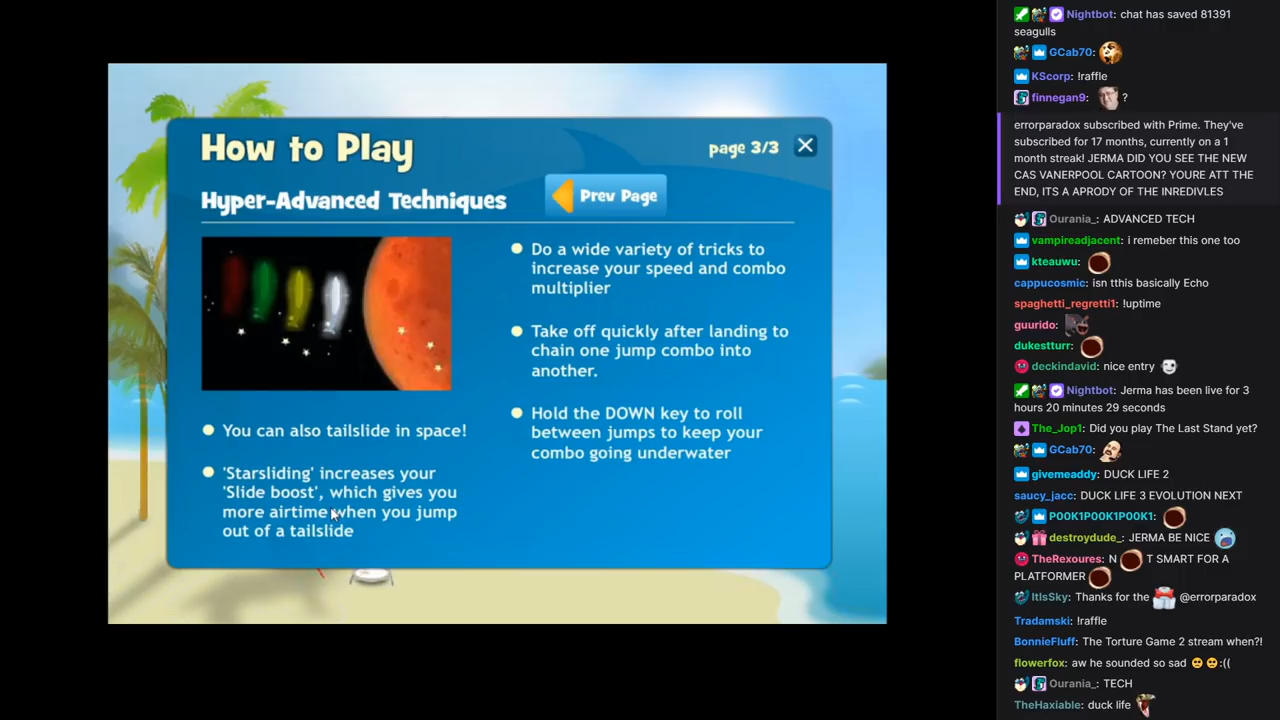 How to Play
page 3/3
Hyper-Advanced Techniques
Prev Page
You can also tailslide in space!
'Starsliding' increases your
'Slide boost', which gives you
more airtime when you jump
out of a tailslide
Do a wide variety of tricks to
increase your speed and combo
multiplier
Take off quickly after landing to
chain one jump combo into
another.
Hold the DOWN key to roll
between jumps to keep your
combo going underwater
Nightbot: chat has saved 81391
seagulls
GCab70:
KScorp: !raffle
finnegan9: ?
errorparadox subscribed with Prime. They've
subscribed for 17 months, currently on a 1
month streak! JERMA DID YOU SEE THE NEW
CAS VANERPOOL CARTOON? YOURE ATT THE
END, ITS A APRODY OF THE INREDIVLES
Ourania_: ADVANCED TECH
vampireadjacent: i remeber this one too
kteauwu:
cappucosmic: isn tthis basically Echo
spaghetti_regretti1: !uptime
guurido:
dukestturr:
deckindavid: nice entry
Nightbot: Jerma has been live for 3
hours 20 minutes 29 seconds
The_Jop1: Did you play The Last Stand yet?
GCab70:
givemeaddy: DUCK LIFE 2
saucy_jacc: DUCK LIFE 3 EVOLUTION NEXT
P00K1P00K1P00K1:
destroydude_: JERMA BE NICE
TheRexoures: N T SMART FOR A
PLATFORMER
ItIsSky: Thanks for the @errorparadox
Tradamski: !raffle
BonnieFluff: The Torture Game 2 stream when?!
flowerfox: aw he sounded so sad :((
Ourania_: TECH
TheHaxiable: duck life